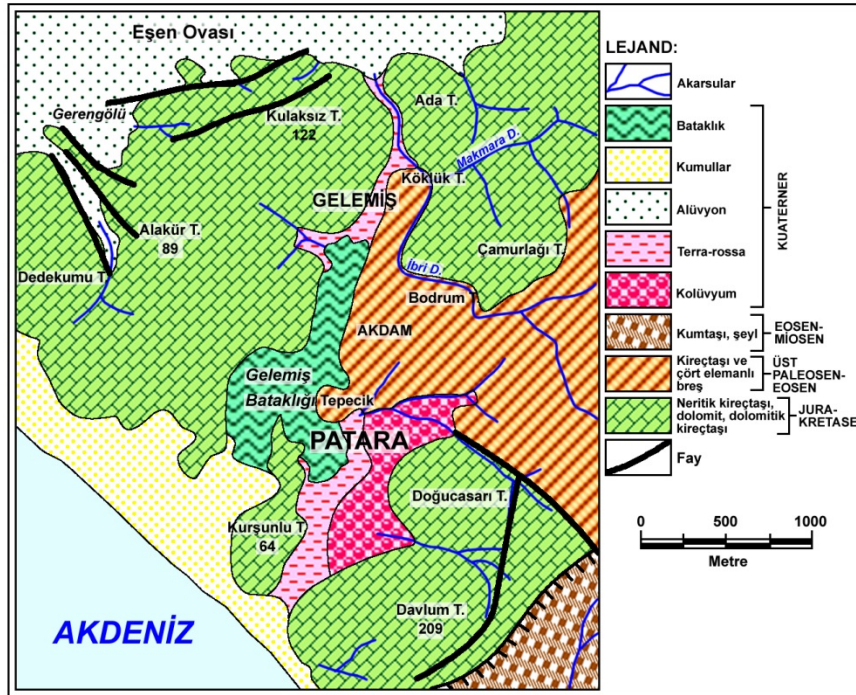 Eşen Ovası
Gerengölü
Kulaksız T.
122
Ada T.
Makmara D.
Köklük T.
GELEMİŞ
Alakür T.
89
Dedekumu T.
Çamurlağı T.
İbri D.
Bodrum
AKDAM
Gelemiş
Bataklığı
Tepecik
PATARA
Doğucasarı T.
Kurşunlu T.
64
Davlum T.
209
AKDENİZ
LEJAND:
Akarsular
Bataklık
Kumullar
Alüvyon
Terra-rossa
Kolüvyum
KUATERNER
Kumtaşı, şeyl
EOSEN-
MİOSEN
Kireçtaşı ve
çört elemanlı
breş
ÜST
PALEOSEN-
EOSEN
Neritik kireçtaşı,
dolomit, dolomitik
kireçtaşı
JURA-
KRETASE
Fay
0 500 1000
Metre